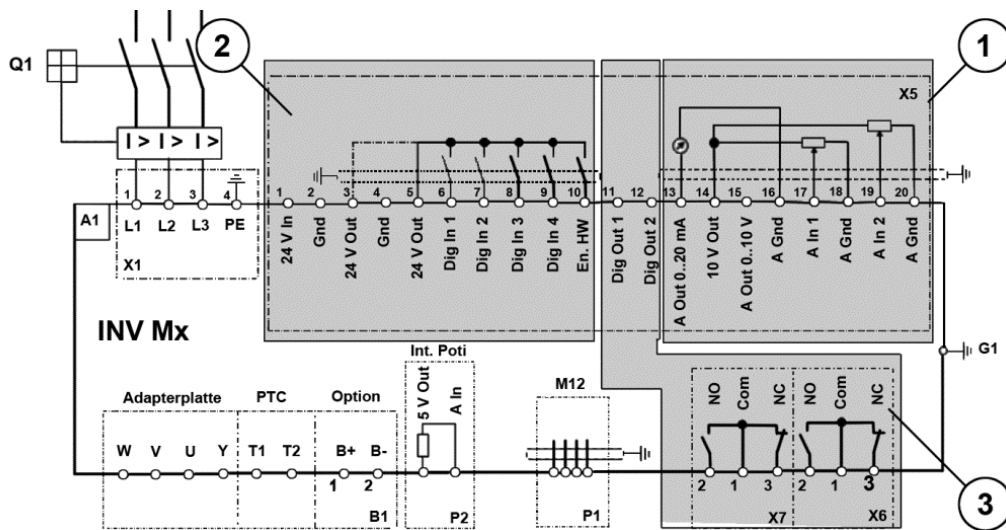 Q1
2
1
X5
I > I > I >
1 2 3 4
1 2 3 4 5 6 7 8 9 10 11 12 13 14 15 16 17 18 19 20
A1
L1 L2 L3 PE
X1
24 V In
Gnd
24 V Out
Gnd
24 V Out
Dig In 1
Dig In 2
Dig In 3
Dig In 4
En. HW
Dig Out 1
Dig Out 2
A Out 0..20 mA
10 V Out
A Out 0..10 V
A Gnd
A In 1
A Gnd
A In 2
A Gnd
INV Mx
G1
Int. Poti
5 V Out
A In
M12
NO Com NC NO Com NC
Adapterplatte PTC Option
W V U Y T1 T2 B+ B-
1 2
2 1 3 2 1 3
B1 P2 P1 X7 X6
3